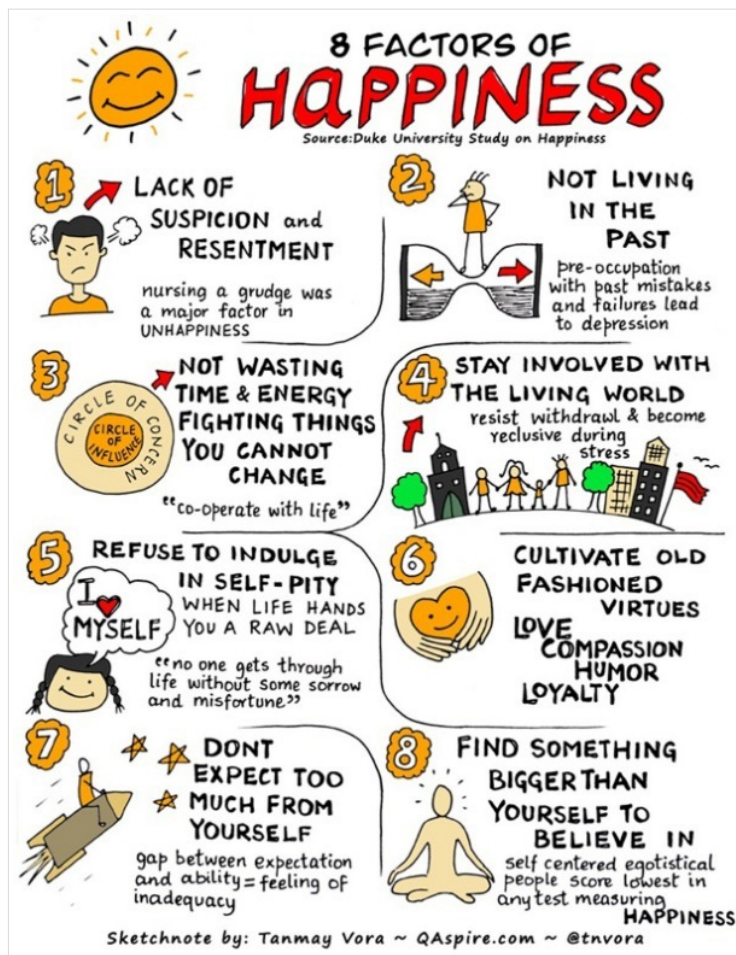 8 FACTORS OF
HAPPINESS
Source:Duke University Study on Happiness
1
LACK OF
SUSPICION and
RESENTMENT
nursing a grudge was
a major factor in
UNHAPPINESS
2
NOT LIVING
IN THE
PAST
pre-occupation
with past mistakes
and failures lead
to depression
3
NOT WASTING
TIME & ENERGY
FIGHTING THINGS
YOU CANNOT
CHANGE
CIRCLE OF CONCERN
CIRCLE
OF
INFLUENCE
"co-operate with life"
4
STAY INVOLVED WITH
THE LIVING WORLD
resist withdrawl & become
reclusive during
stress
5
REFUSE TO INDULGE
IN SELF-PITY
WHEN LIFE HANDS
YOU A RAW DEAL
I
MYSELF
"no one gets through
life without some sorrow
and misfortune"
6
CULTIVATE OLD
FASHIONED
VIRTUES
LOVE
COMPASSION
HUMOR
LOYALTY
7
DONT
EXPECT TOO
MUCH FROM
YOURSELF
gap between expectation
and ability = feeling of
inadequacy
8
FIND SOMETHING
BIGGER THAN
YOURSELF TO
BELIEVE IN
self centered egotistical
people score lowest in
any test measuring
HAPPINESS
Sketchnote by: Tanmay Vora ~ QAspire.com ~ @tnvora